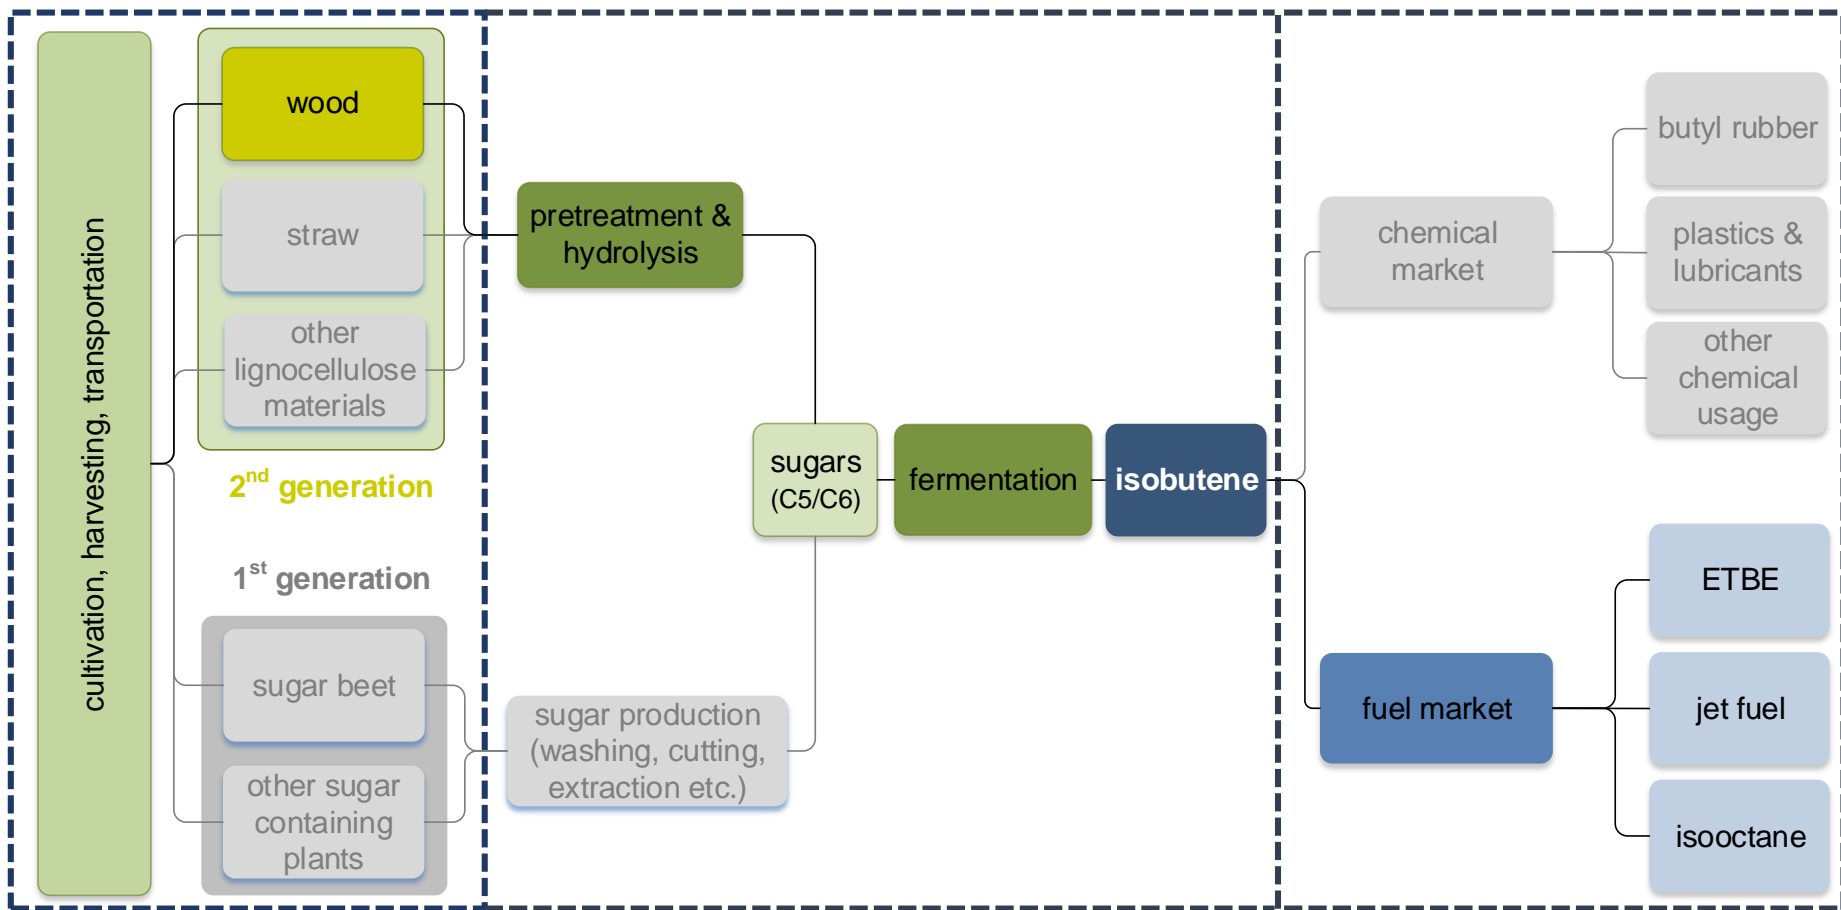 cultivation, harvesting, transportation
wood
straw
other
lignocellulose
materials
2nd generation
1st generation
sugar beet
other sugar
containing
plants
pretreatment &
hydrolysis
sugar production
(washing, cutting,
extraction etc.)
sugars
(C5/C6)
fermentation
isobutene
chemical
market
fuel market
butyl rubber
plastics &
lubricants
other
chemical
usage
ETBE
jet fuel
isooctane